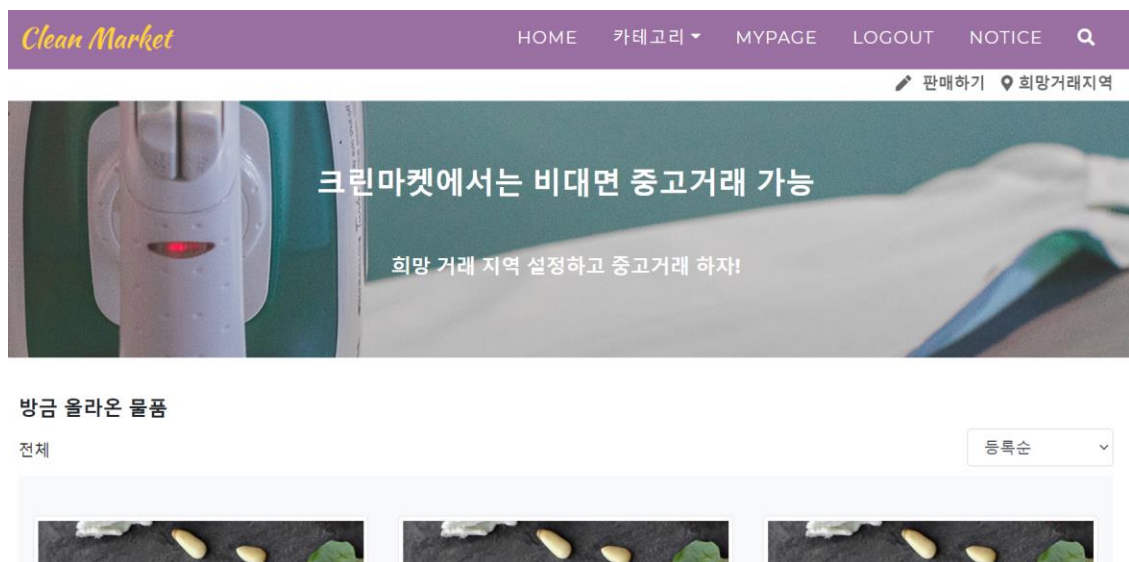 Clean Market HOME 카테고리 MYPAGE LOGOUT NOTICE
판매하기 희망거래지역
크린마켓에서는 비대면 중고거래 가능
희망 거래 지역 설정하고 중고거래 하자!
방금 올라온 물품
전체 등록순